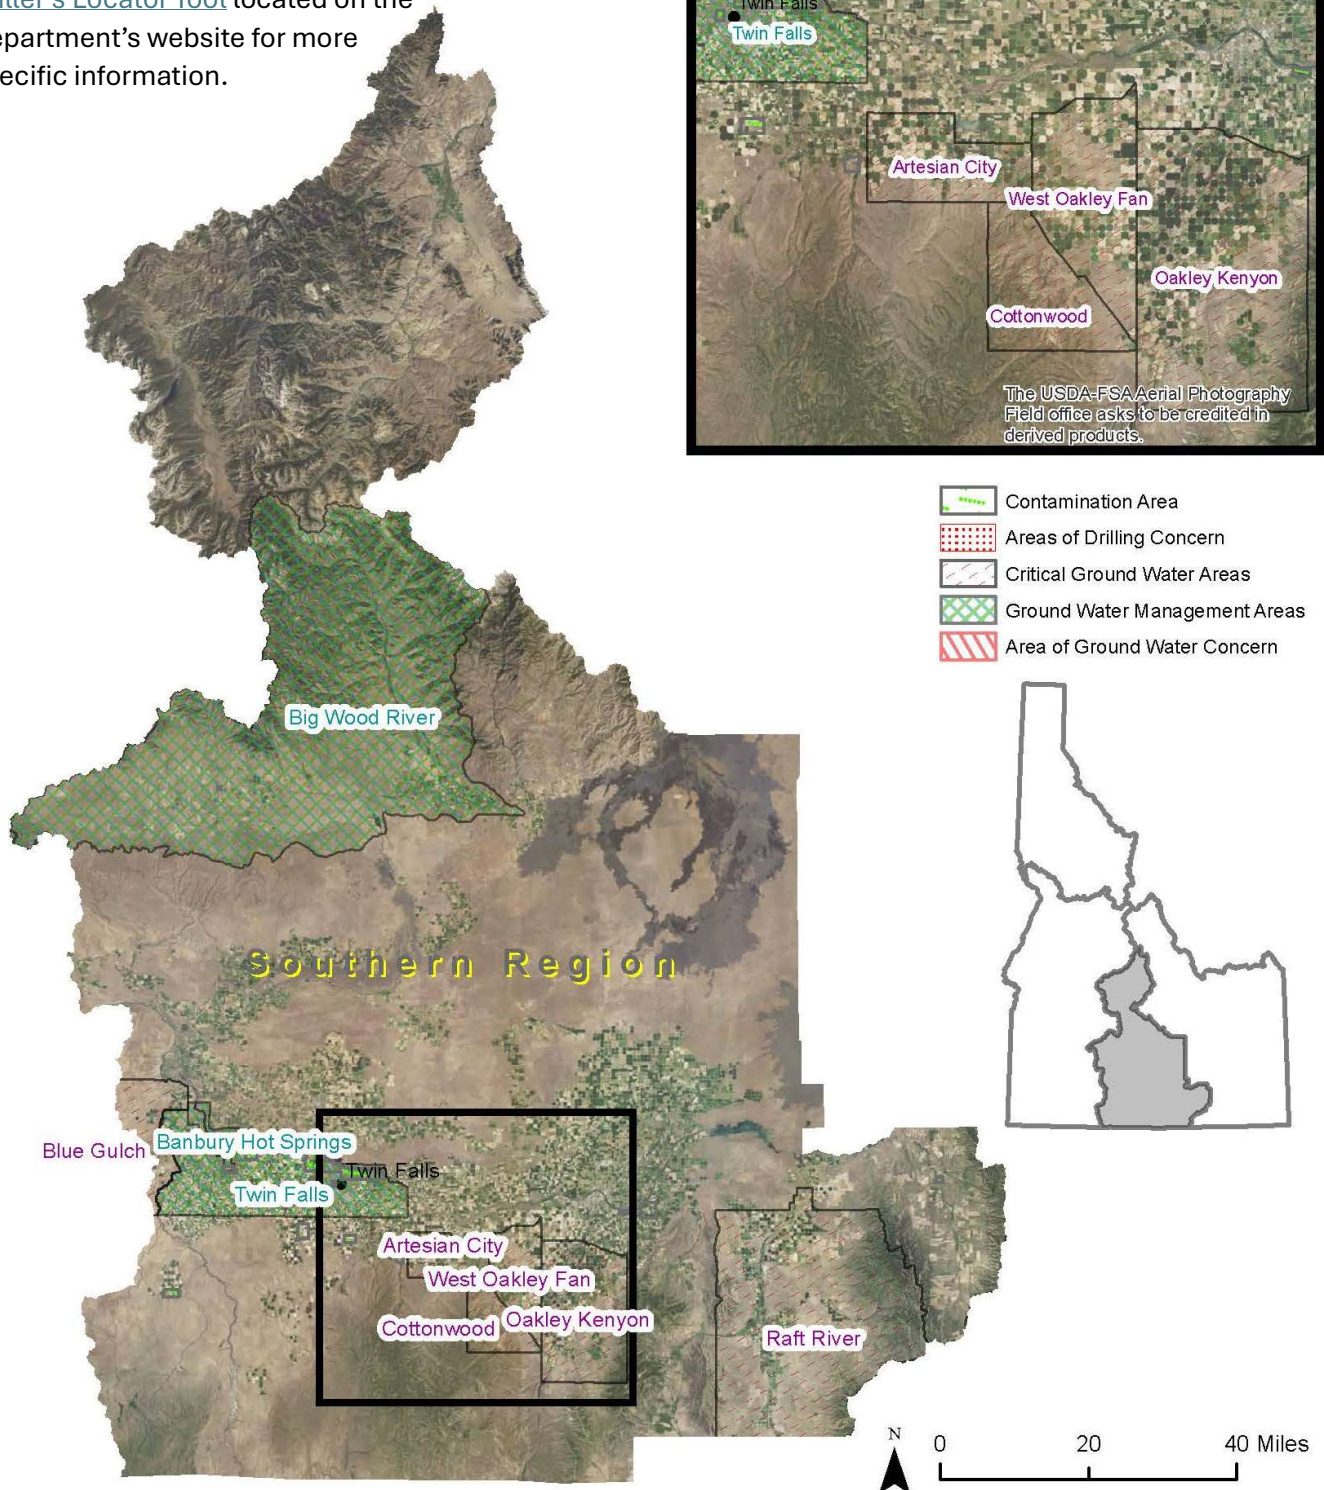 Locator Tool located on the
website for more
information.
Twin Falls
Twin Falls
Artesian City
West Oakley Fan
Oakley Kenyon
Cottonwood
The USDA-FSA Aerial Photography
Field office asks to be credited in
derived products.
Contamination Area
Areas of Drilling Concern
Critical Ground Water Areas
Ground Water Management Areas
Area of Ground Water Concern
Big Wood River
Southern Region
Banbury Hot Springs
Blue Gulch
Twin Falls
Twin Falls
Artesian City
West Oakley Fan
Oakley Kenyon
Cottonwood
Raft River
N
0 20 40 Miles